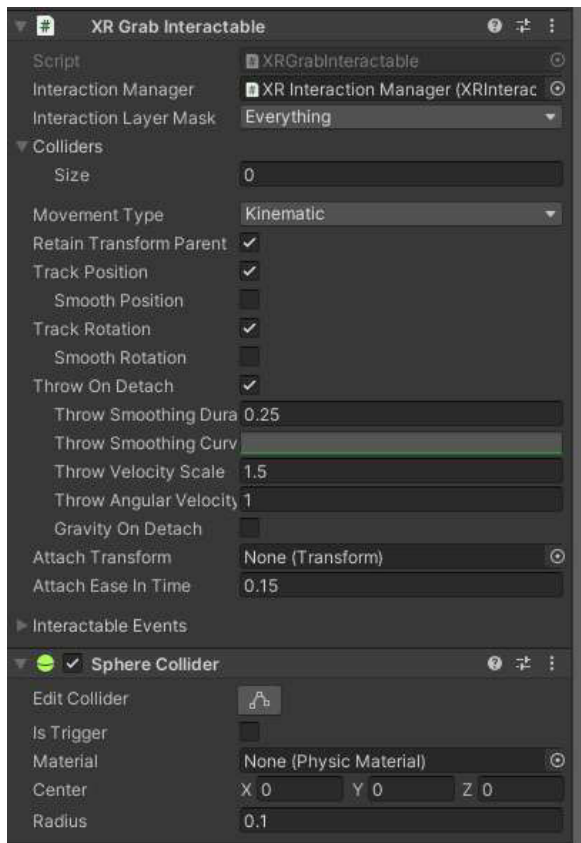 # XR Grab Interactable
Script # XRGrabInteractable
Interaction Manager # XR Interaction Manager (XRInterac
Interaction Layer Mask Everything
Colliders
Size 0
Movement Type Kinematic
Retain Transform Parent
Track Position
Smooth Position
Track Rotation
Smooth Rotation
Throw On Detach
Throw Smoothing Dura 0.25
Throw Smoothing Curv
Throw Velocity Scale 1.5
Throw Angular Velocity 1
Gravity On Detach
Attach Transform None (Transform)
Attach Ease In Time 0.15
Interactable Events
Sphere Collider
Edit Collider
Is Trigger
Material None (Physic Material)
Center X 0 Y 0 Z 0
Radius 0.1